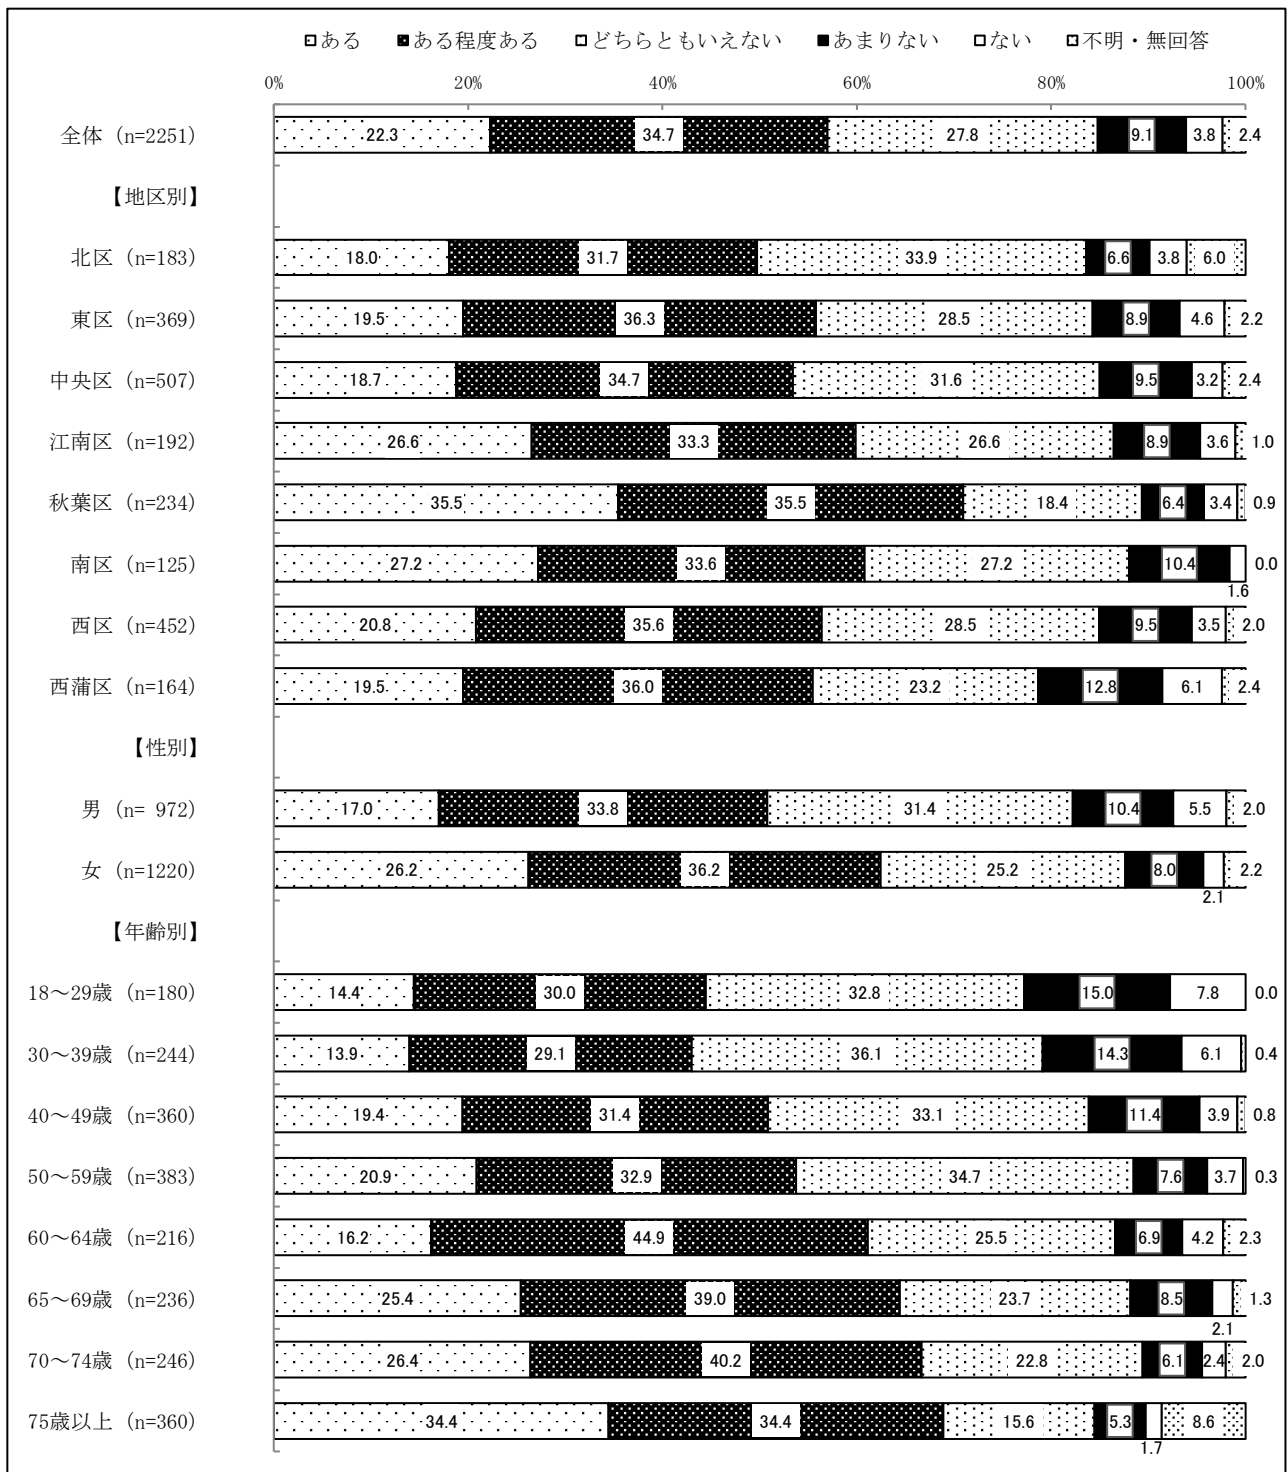 ある ある程度ある どちらともいえない あまりない ない 不明・無回答
0% 20% 40% 60% 80% 100%
全体 (n=2251) 22.3 34.7 27.8 9.1 3.8 2.4
【地区別】
北区 (n=183) 18.0 31.7 33.9 6.6 3.8 6.0
東区 (n=369) 19.5 36.3 28.5 8.9 4.6 2.2
中央区 (n=507) 18.7 34.7 31.6 9.5 3.2 2.4
江南区 (n=192) 26.6 33.3 26.6 8.9 3.6 1.0
秋葉区 (n=234) 35.5 35.5 18.4 6.4 3.4 0.9
南区 (n=125) 27.2 33.6 27.2 10.4 0.0
1.6
西区 (n=452) 20.8 35.6 28.5 9.5 3.5 2.0
西蒲区 (n=164) 19.5 36.0 23.2 12.8 6.1 2.4
【性別】
男 (n= 972) 17.0 33.8 31.4 10.4 5.5 2.0
女 (n=1220) 26.2 36.2 25.2 8.0 2.2
2.1
【年齢別】
18～29歳 (n=180) 14.4 30.0 32.8 15.0 7.8 0.0
30～39歳 (n=244) 13.9 29.1 36.1 14.3 6.1 0.4
40～49歳 (n=360) 19.4 31.4 33.1 11.4 3.9 0.8
50～59歳 (n=383) 20.9 32.9 34.7 7.6 3.7 0.3
60～64歳 (n=216) 16.2 44.9 25.5 6.9 4.2 2.3
65～69歳 (n=236) 25.4 39.0 23.7 8.5 1.3
2.1
70～74歳 (n=246) 26.4 40.2 22.8 6.1 2.4 2.0
75歳以上 (n=360) 34.4 34.4 15.6 5.3 8.6
1.7